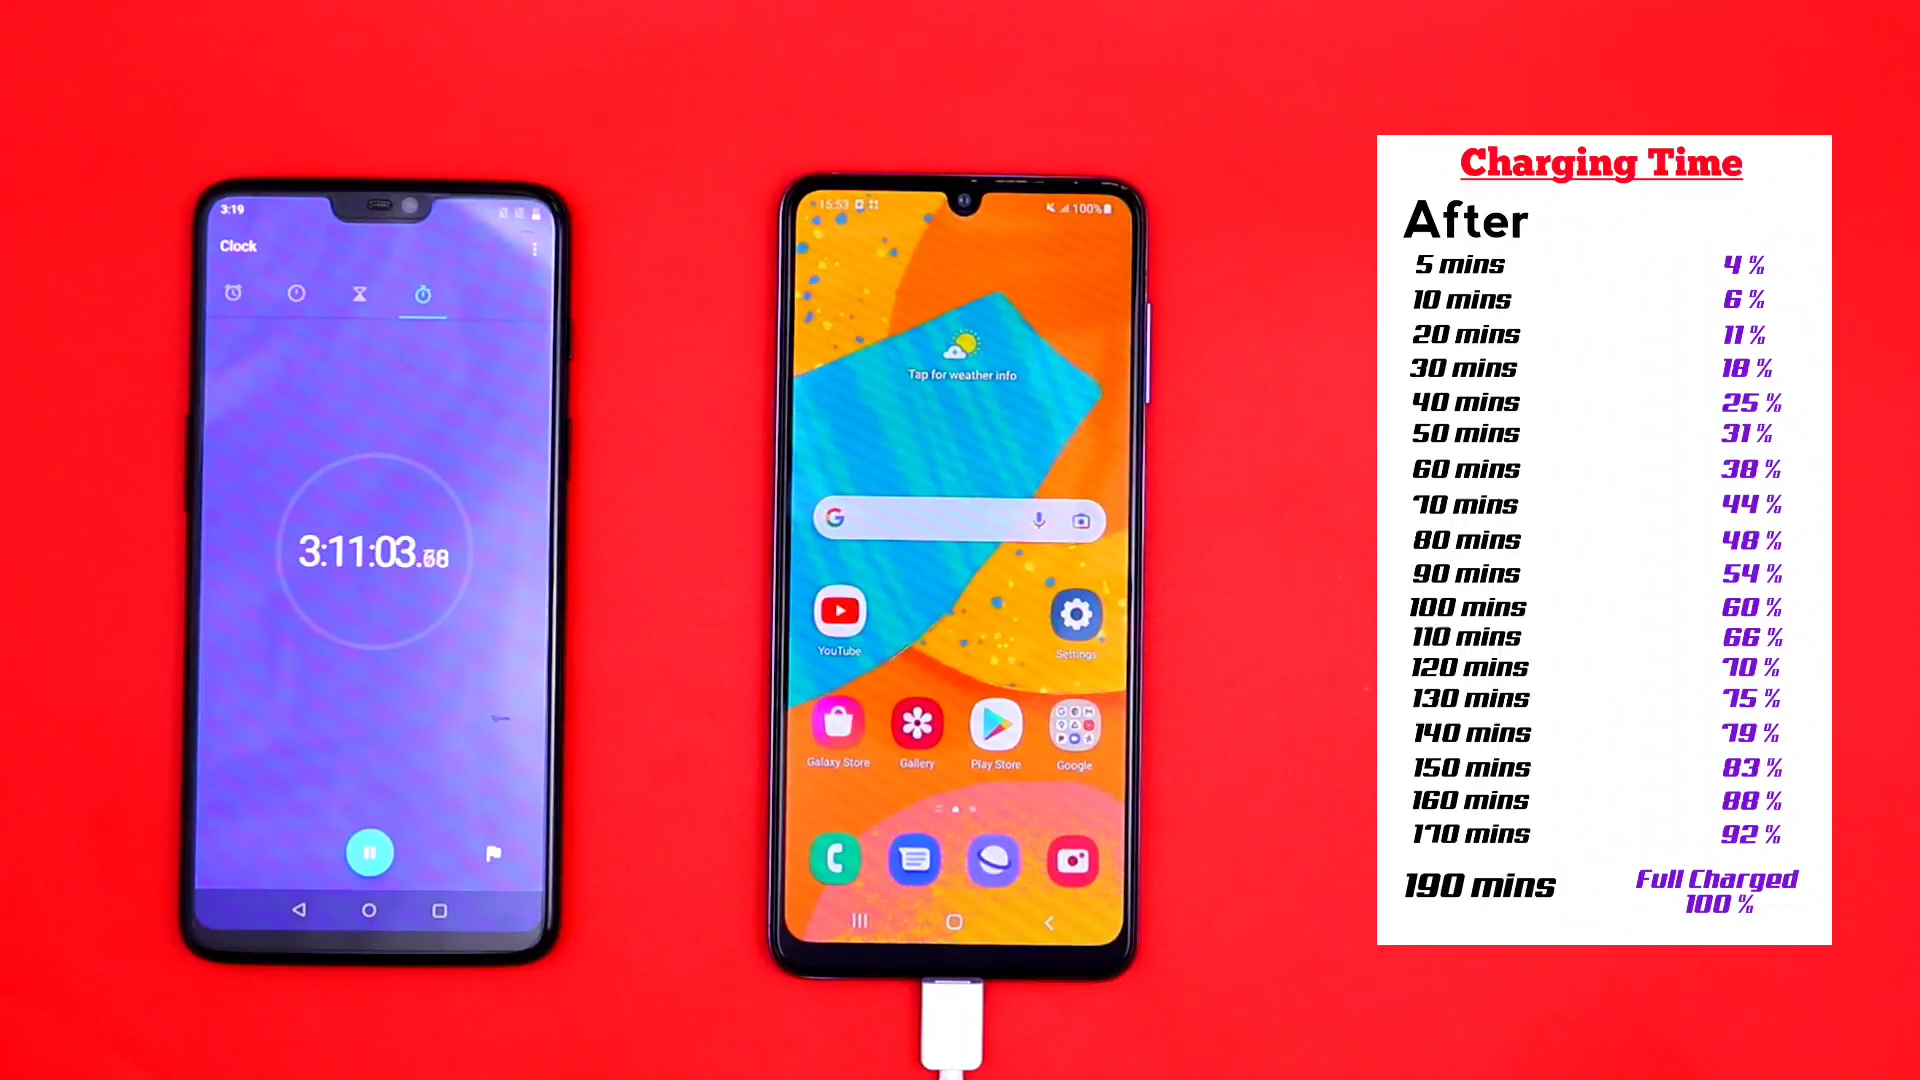 3:19
Clock
3:11:03
15:53
100%
Tap for weather info
G
YouTube
Settings
Galaxy Store
Gallery
Play Store
Google
Charging Time
After
5 mins 4 %
10 mins 6 %
20 mins 11 %
30 mins 18 %
40 mins 25 %
50 mins 31 %
60 mins 38 %
70 mins 44 %
80 mins 48 %
90 mins 54 %
100 mins 60 %
110 mins 66 %
120 mins 70 %
130 mins 75 %
140 mins 79 %
150 mins 83 %
160 mins 88 %
170 mins 92 %
190 mins Full Charged
100 %